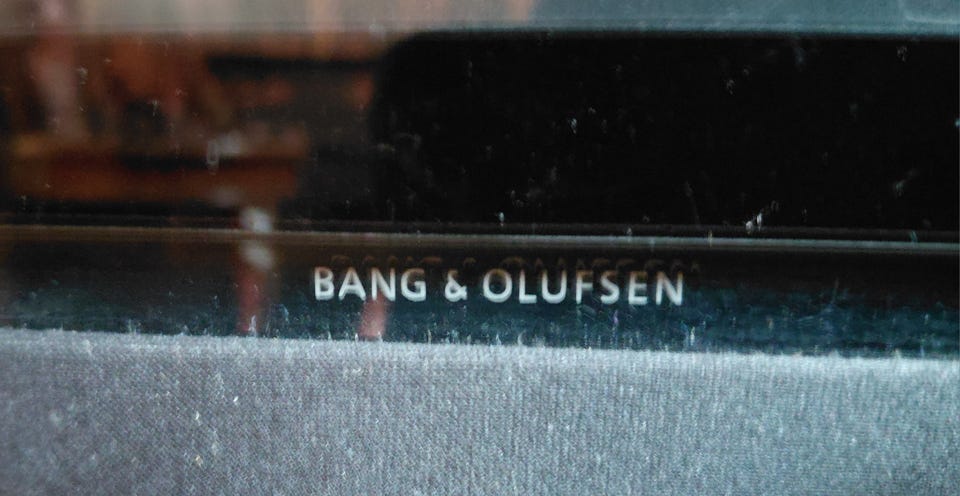 BANG & OLUFSEN